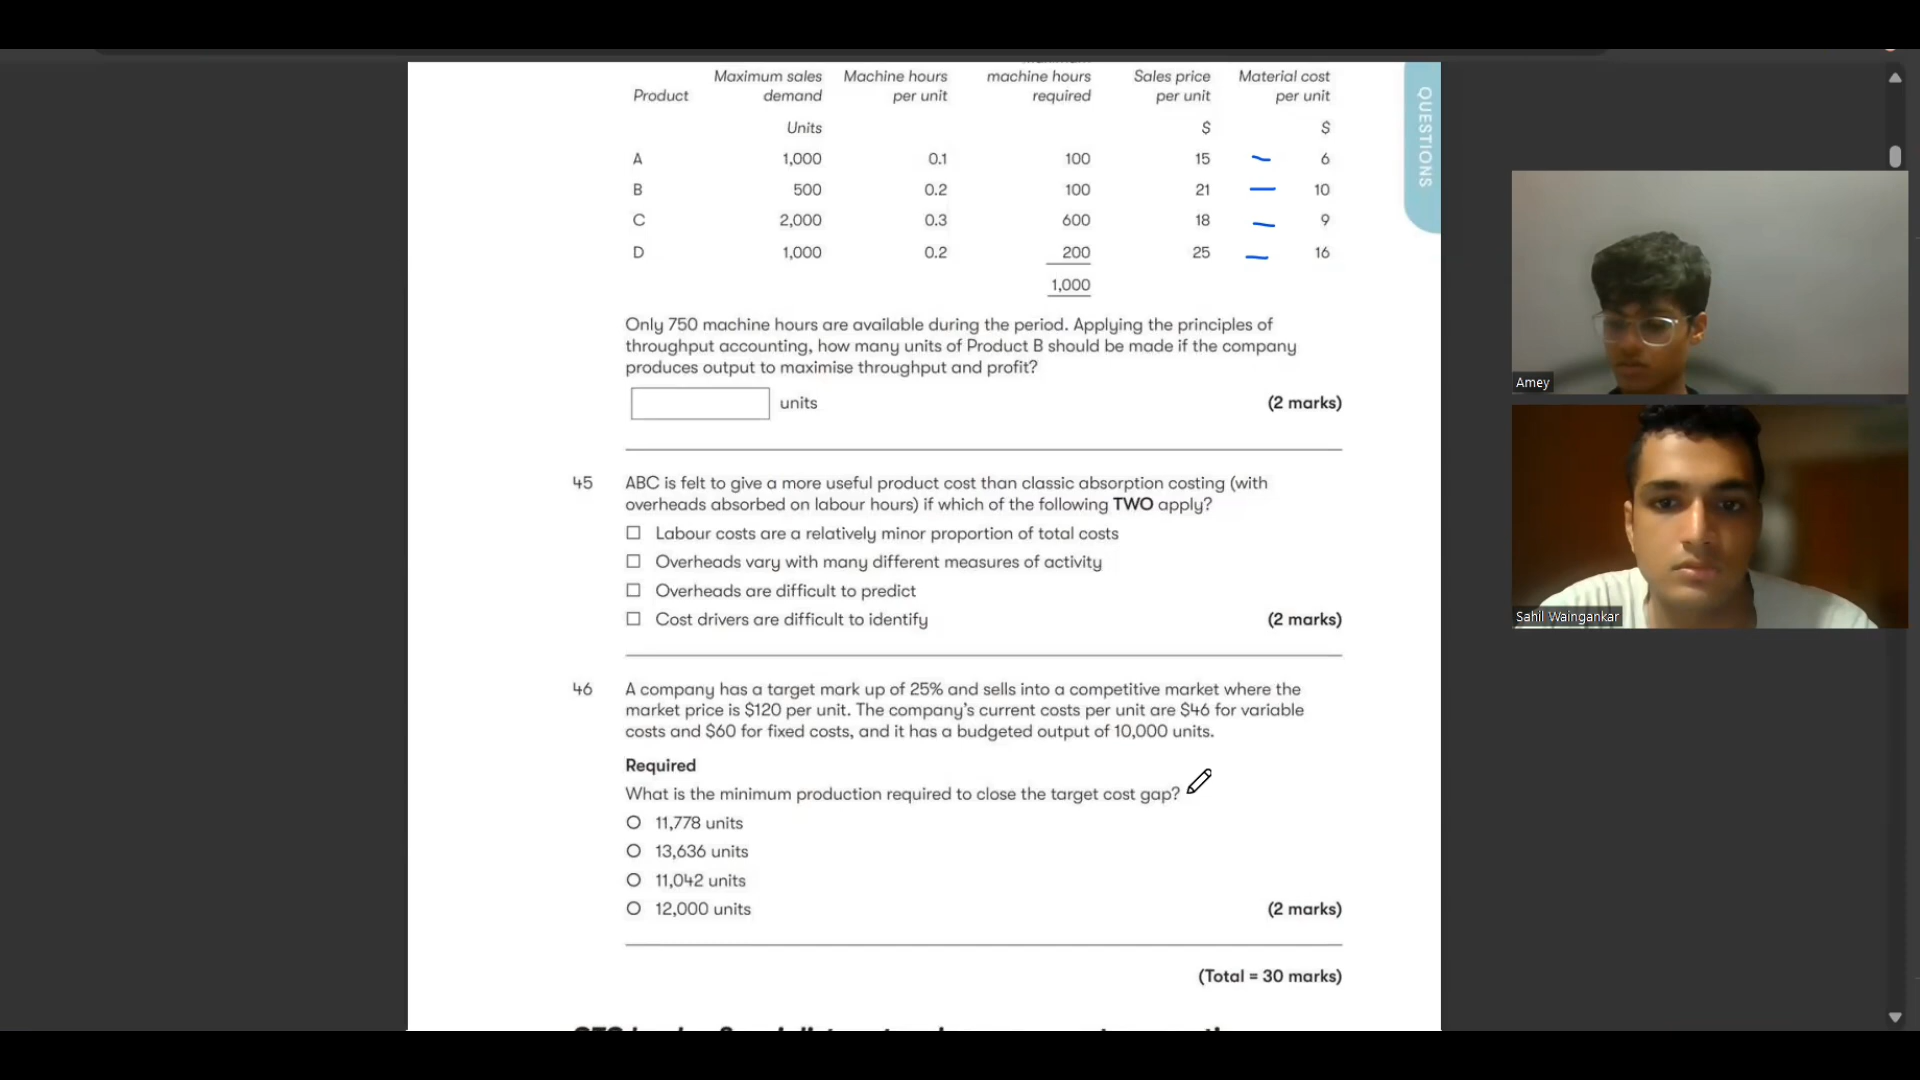 Maximum sales Machine hours machine hours Sales price Material cost
Product demand per unit required per unit per unit
Units $ $
A 1,000 0.1 100 15 6
B 500 0.2 100 21 10
C 2,000 0.3 600 18 9
D 1,000 0.2 200 25 16
1,000
QUESTIONS
Only 750 machine hours are available during the period. Applying the principles of
throughput accounting, how many units of Product B should be made if the company
produces output to maximise throughput and profit?
units (2 marks)
45 ABC is felt to give a more useful product cost than classic absorption costing (with
overheads absorbed on labour hours) if which of the following TWO apply?
Labour costs are a relatively minor proportion of total costs
Overheads vary with many different measures of activity
Overheads are difficult to predict
Cost drivers are difficult to identify (2 marks)
46 A company has a target mark up of 25% and sells into a competitive market where the
market price is $120 per unit. The company's current costs per unit are $46 for variable
costs and $60 for fixed costs, and it has a budgeted output of 10,000 units.
Required
What is the minimum production required to close the target cost gap?
11,778 units
13,636 units
11,042 units
12,000 units (2 marks)
(Total = 30 marks)
Amey
Sahil Waingankar